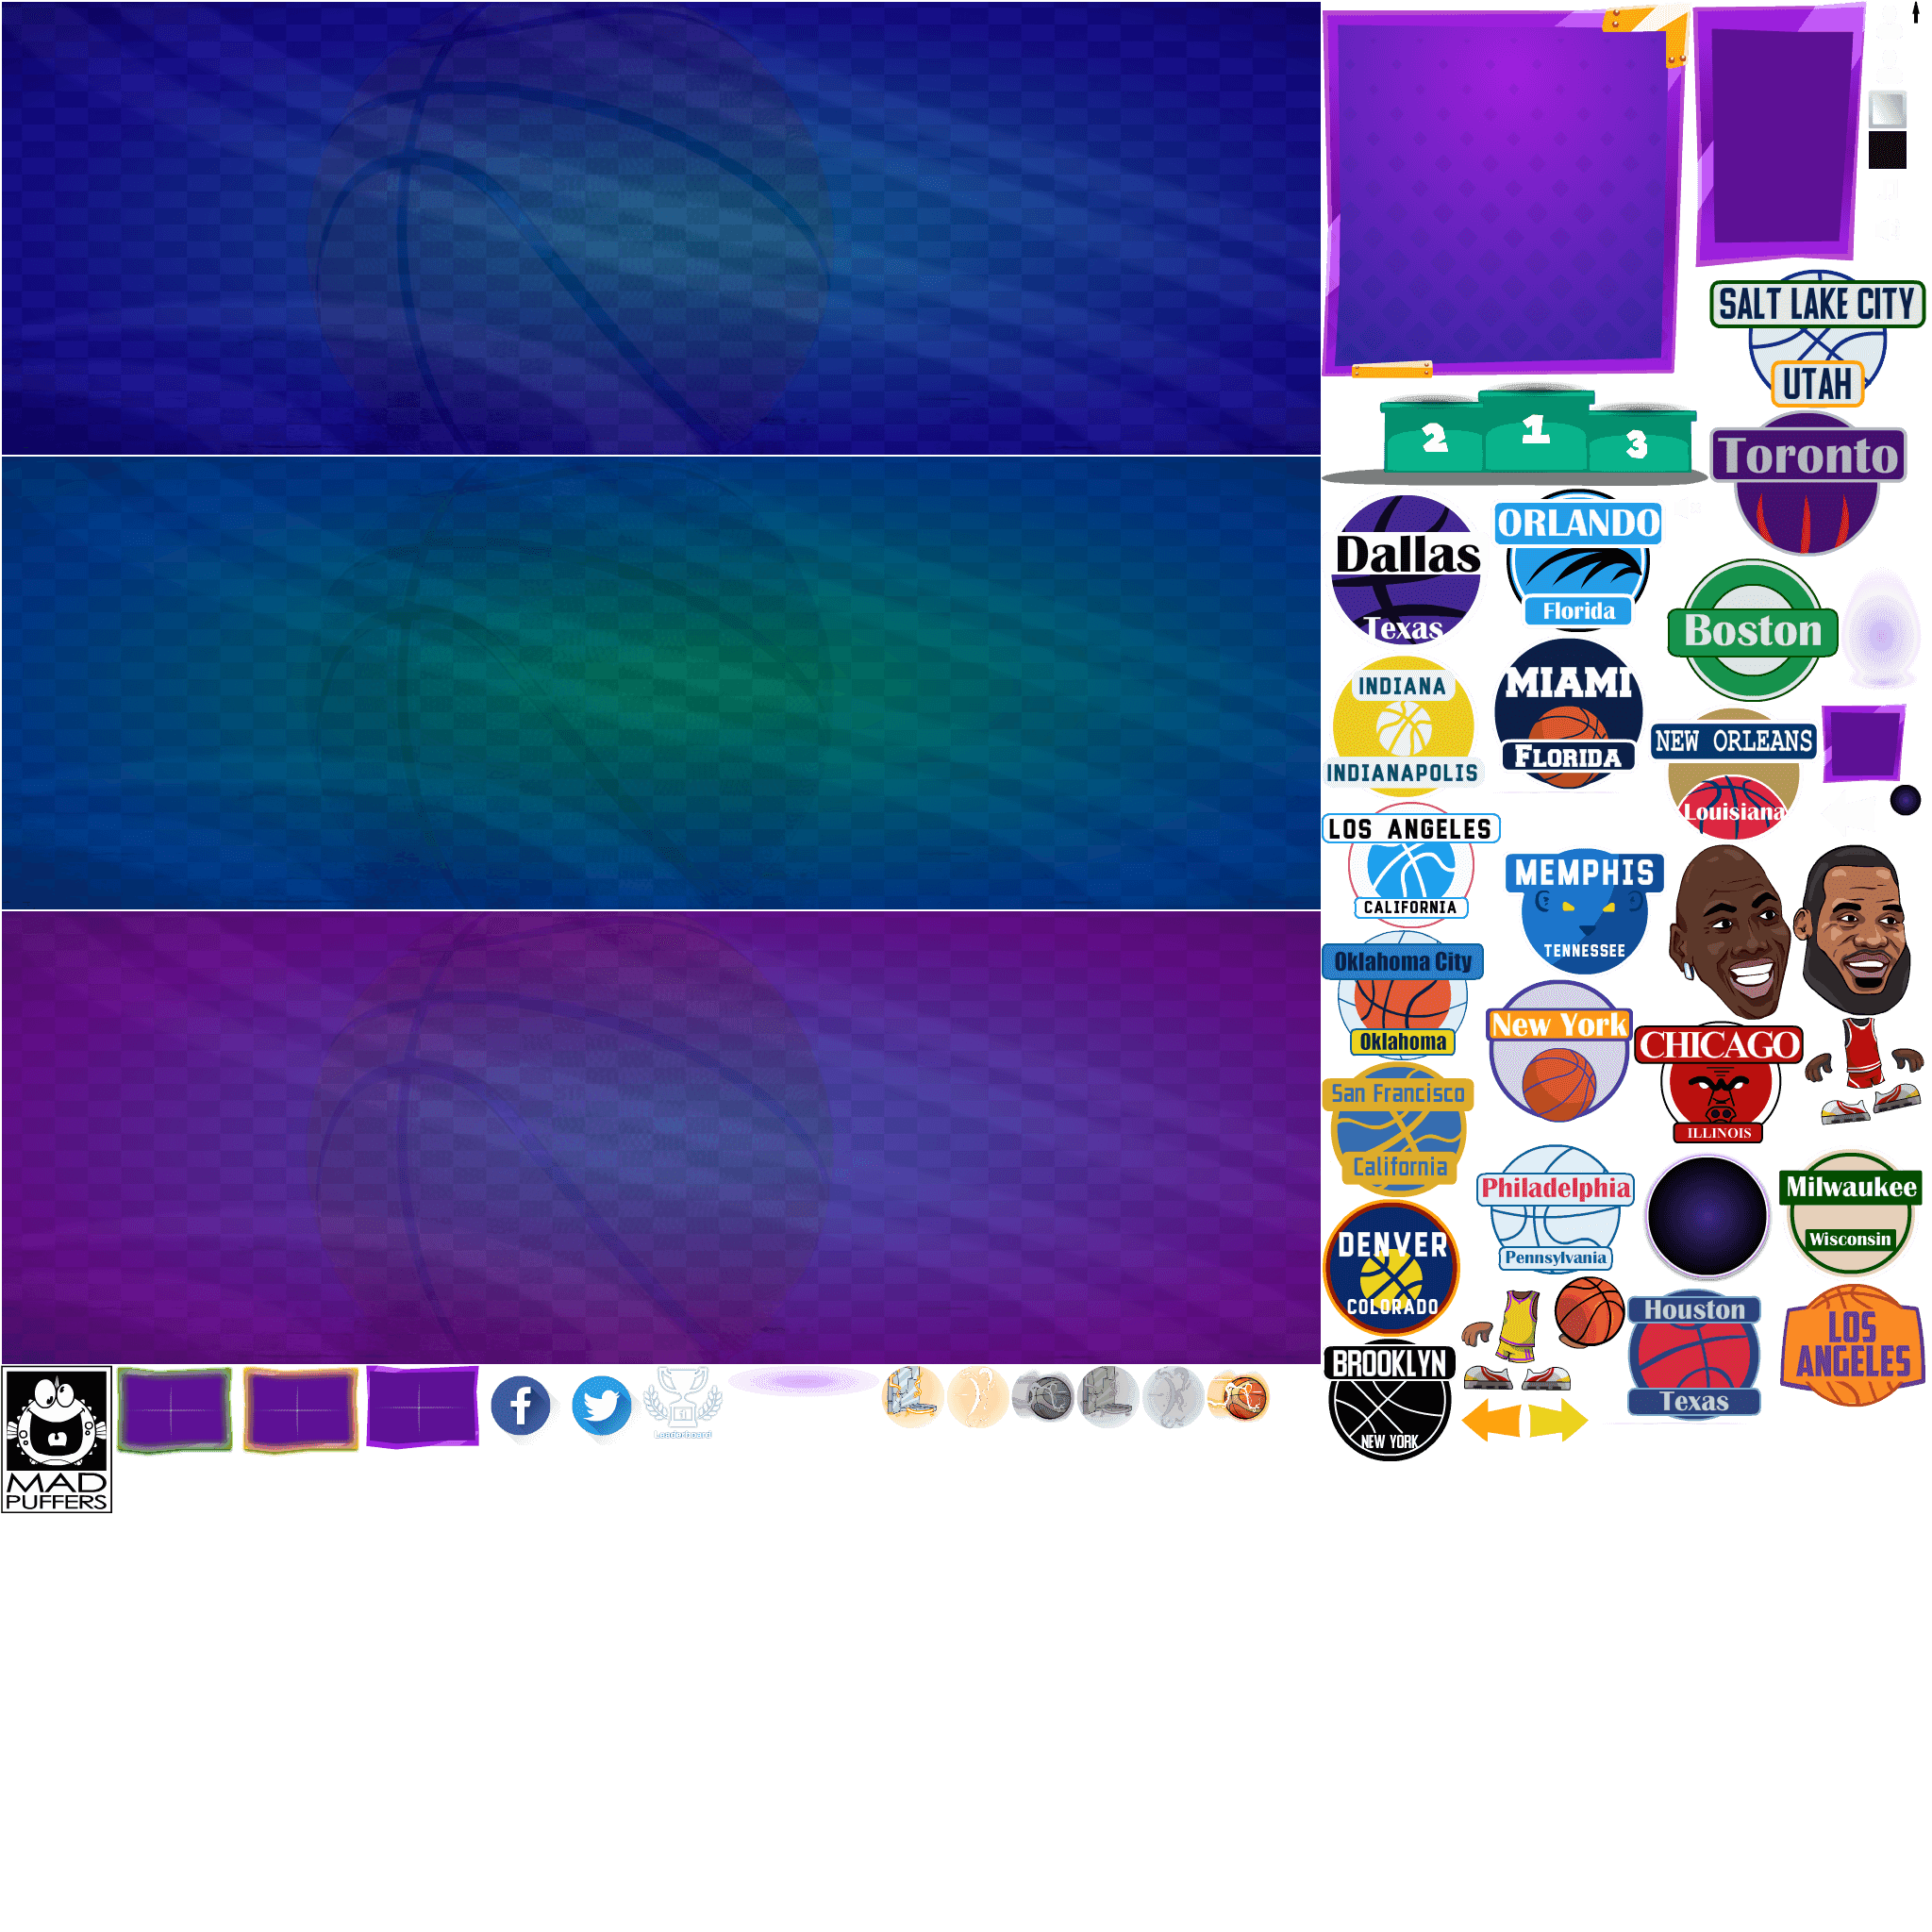 SALT LAKE CITY
UTAH
2
1
3
Toronto
Dallas
Texas
ORLANDO
Florida
Boston
INDIANA
INDIANAPOLIS
MIAMI
FLORIDA
NEW ORLEANS
Louisiana
LOS ANGELES
CALIFORNIA
MEMPHIS
TENNESSEE
Oklahoma City
Oklahoma
New York
CHICAGO
ILLINOIS
San Francisco
California
Philadelphia
Pennsylvania
Milwaukee
Wisconsin
DENVER
COLORADO
Houston
Texas
LOS
ANGELES
BROOKLYN
NEW YORK
MAD
PUFFERS
f
Leaderboard